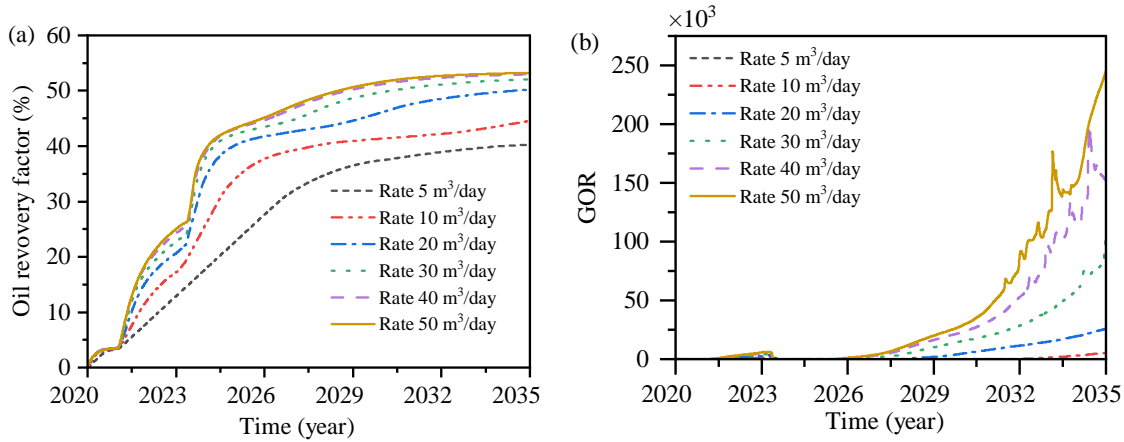 (a)
Oil revovery factor (%)
60
50
40
30
20
10
0
2020
2023
2026
2029
2032
2035
Time (year)
Rate 5 m³/day
Rate 10 m³/day
Rate 20 m³/day
Rate 30 m³/day
Rate 40 m³/day
Rate 50 m³/day
(b)
×10³
GOR
250
200
150
100
50
0
2020
2023
2026
2029
2032
2035
Time (year)
Rate 5 m³/day
Rate 10 m³/day
Rate 20 m³/day
Rate 30 m³/day
Rate 40 m³/day
Rate 50 m³/day